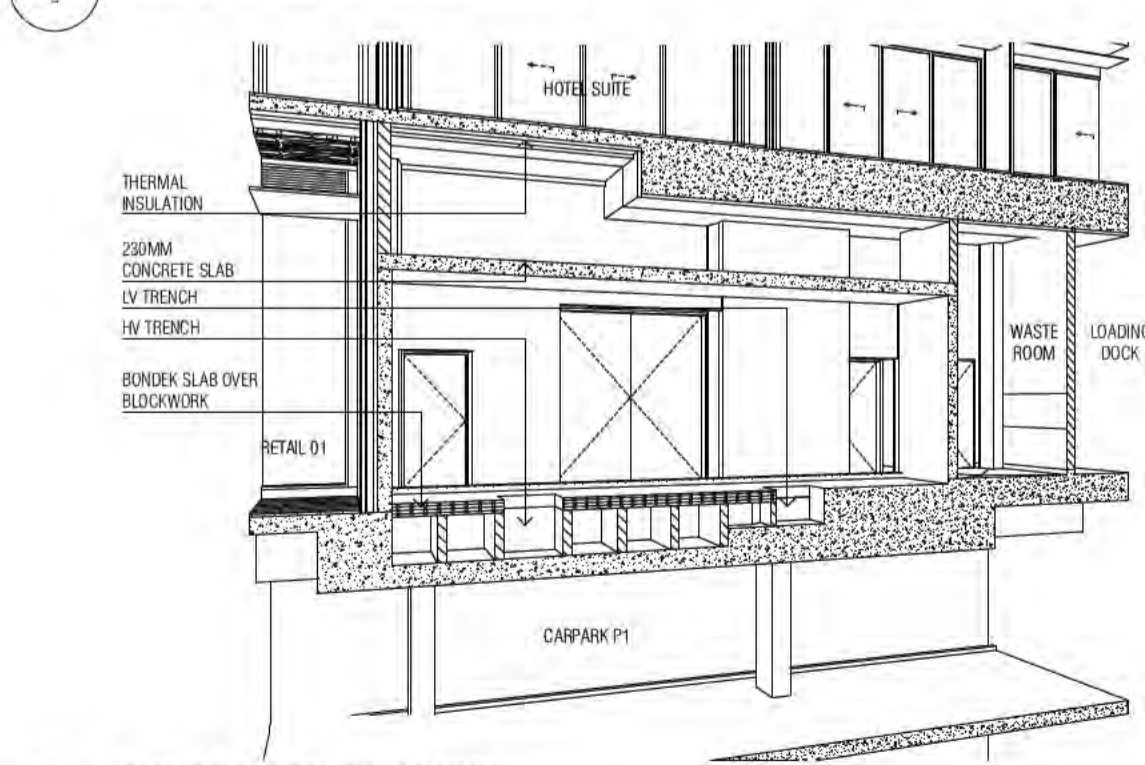 HOTEL SUITE
THERMAL
INSULATION
230MM
CONCRETE SLAB
LV TRENCH
HV TRENCH
BONDEK SLAB OVER
BLOCKWORK
RETAIL 01
WASTE
ROOM
LOADING
DOCK
CARPARK P1